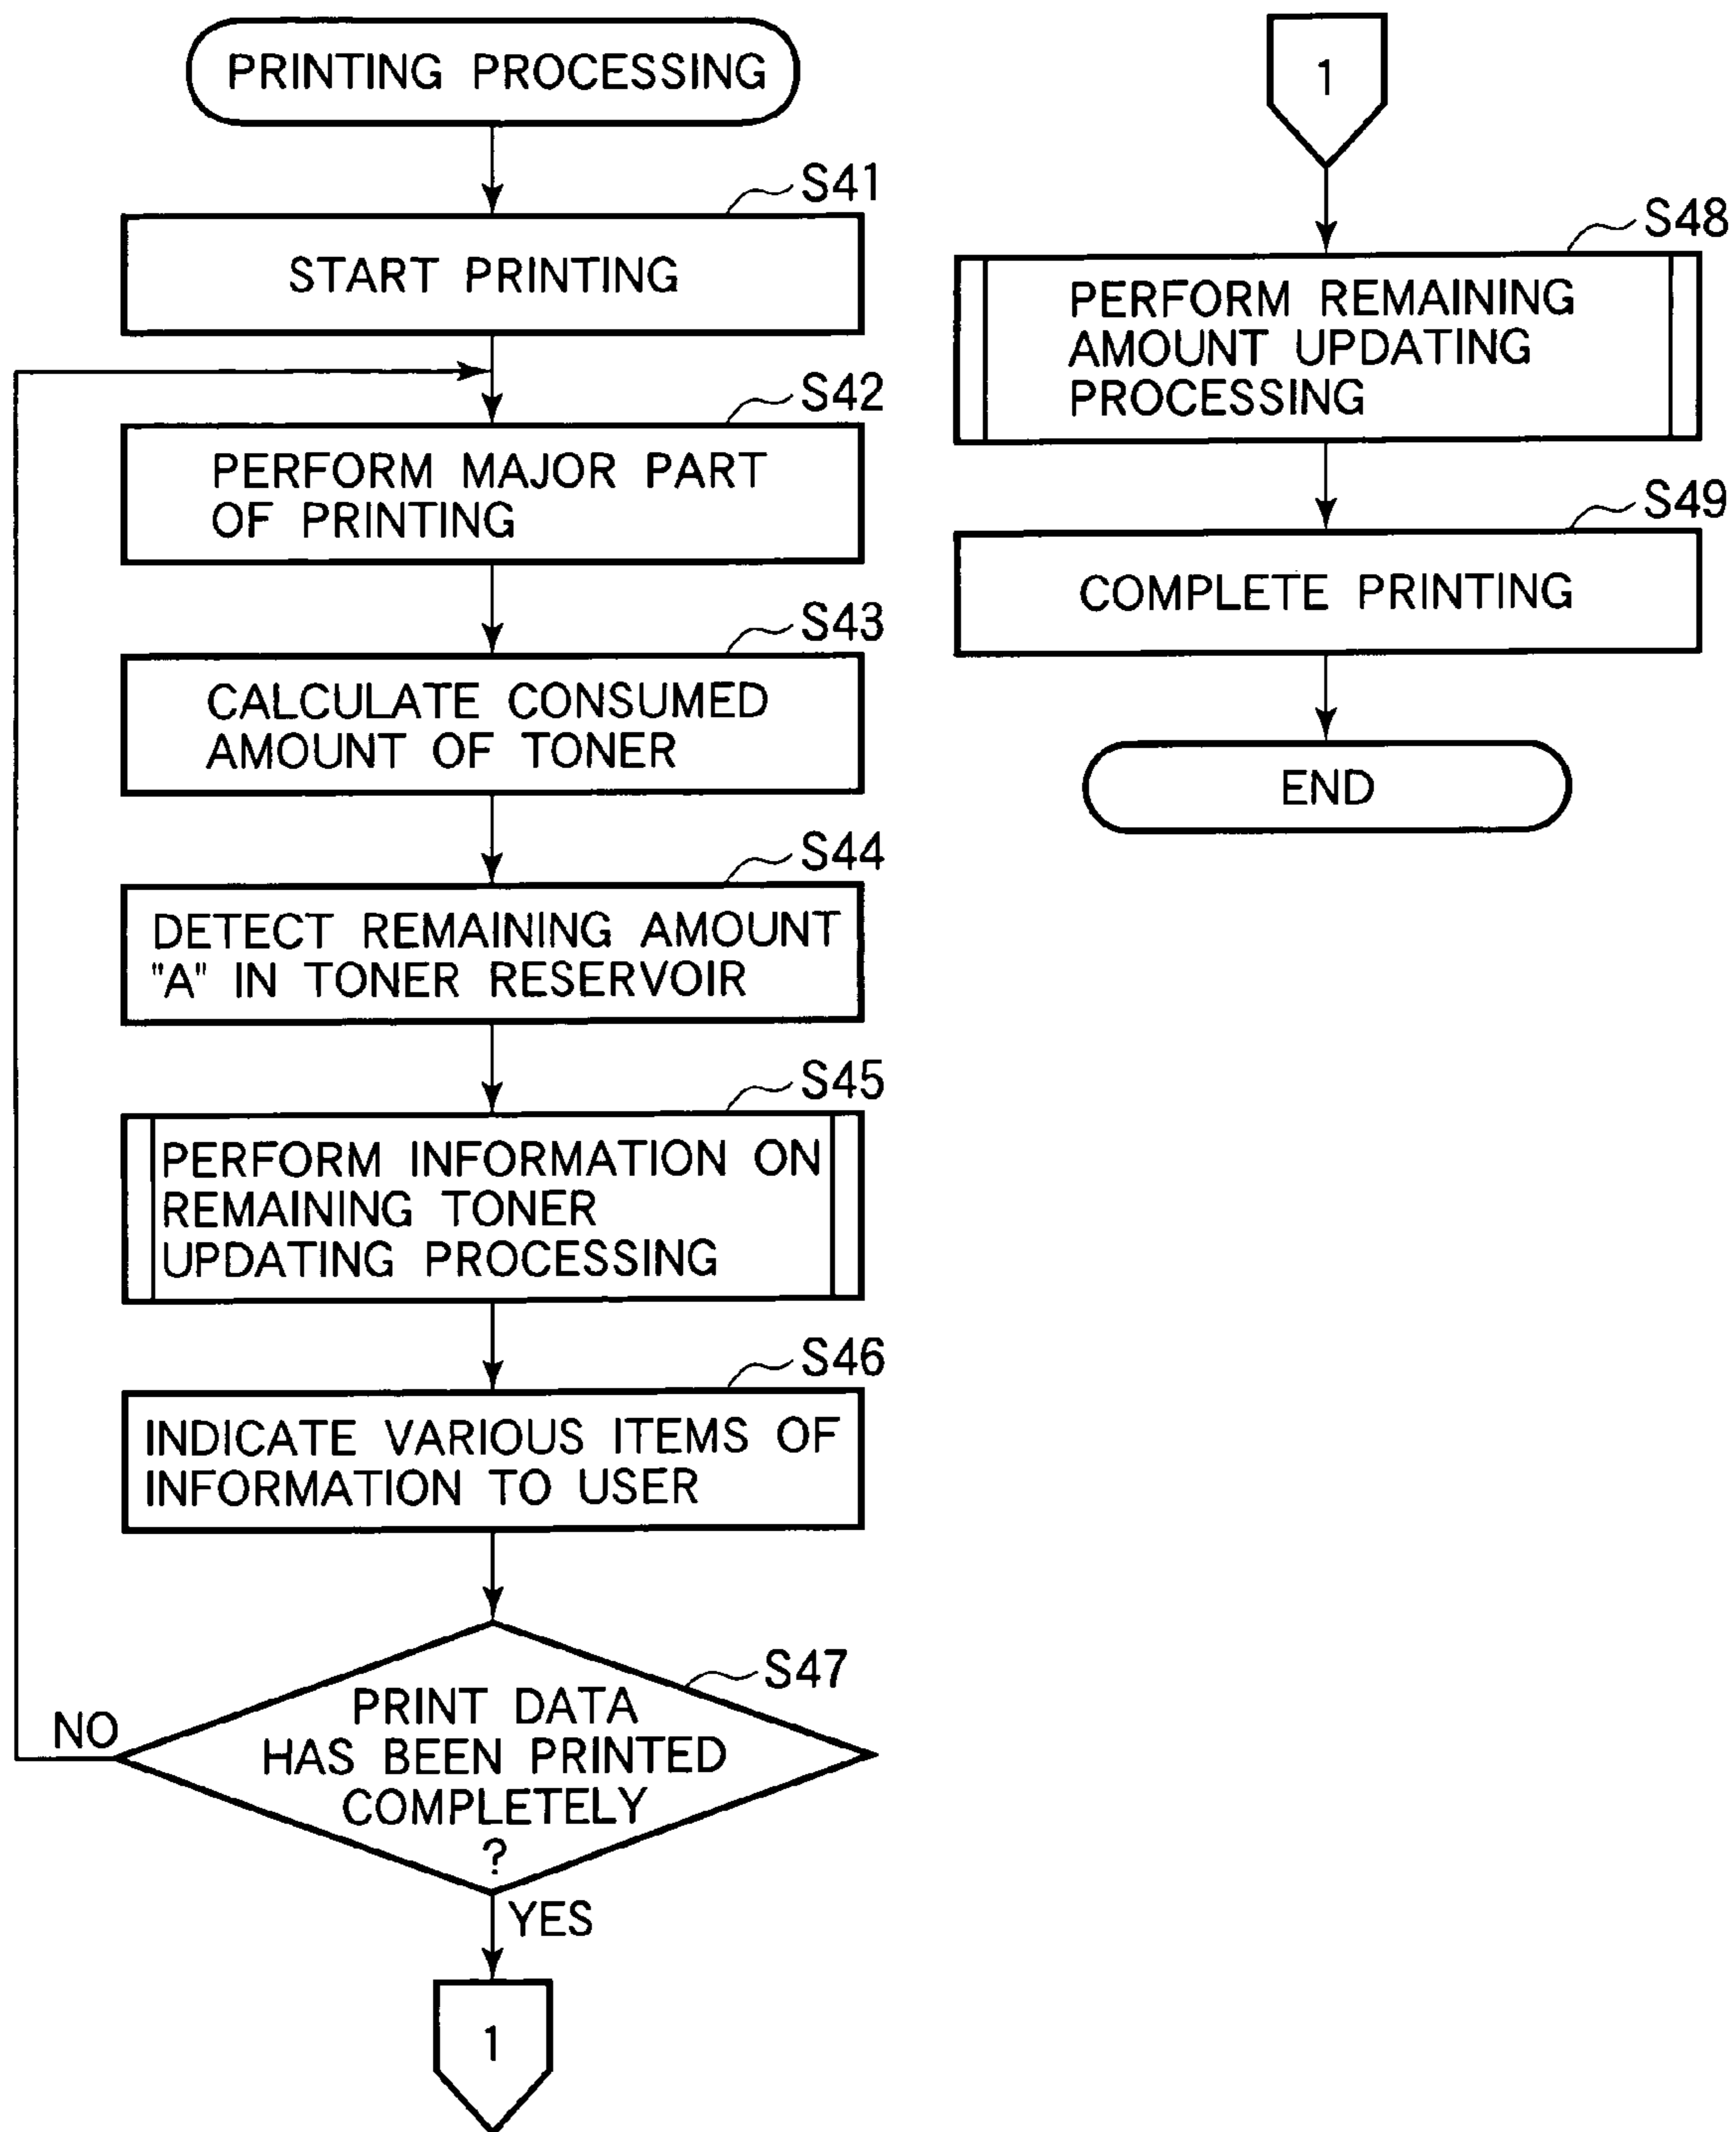 PRINTING PROCESSING
S41
START PRINTING
S42
PERFORM MAJOR PART
OF PRINTING
S43
CALCULATE CONSUMED
AMOUNT OF TONER
S44
DETECT REMAINING AMOUNT
"A" IN TONER RESERVOIR
S45
PERFORM INFORMATION ON
REMAINING TONER
UPDATING PROCESSING
S46
INDICATE VARIOUS ITEMS OF
INFORMATION TO USER
S47
PRINT DATA
HAS BEEN PRINTED
COMPLETELY
?
NO
YES
1
1
S48
PERFORM REMAINING
AMOUNT UPDATING
PROCESSING
S49
COMPLETE PRINTING
END